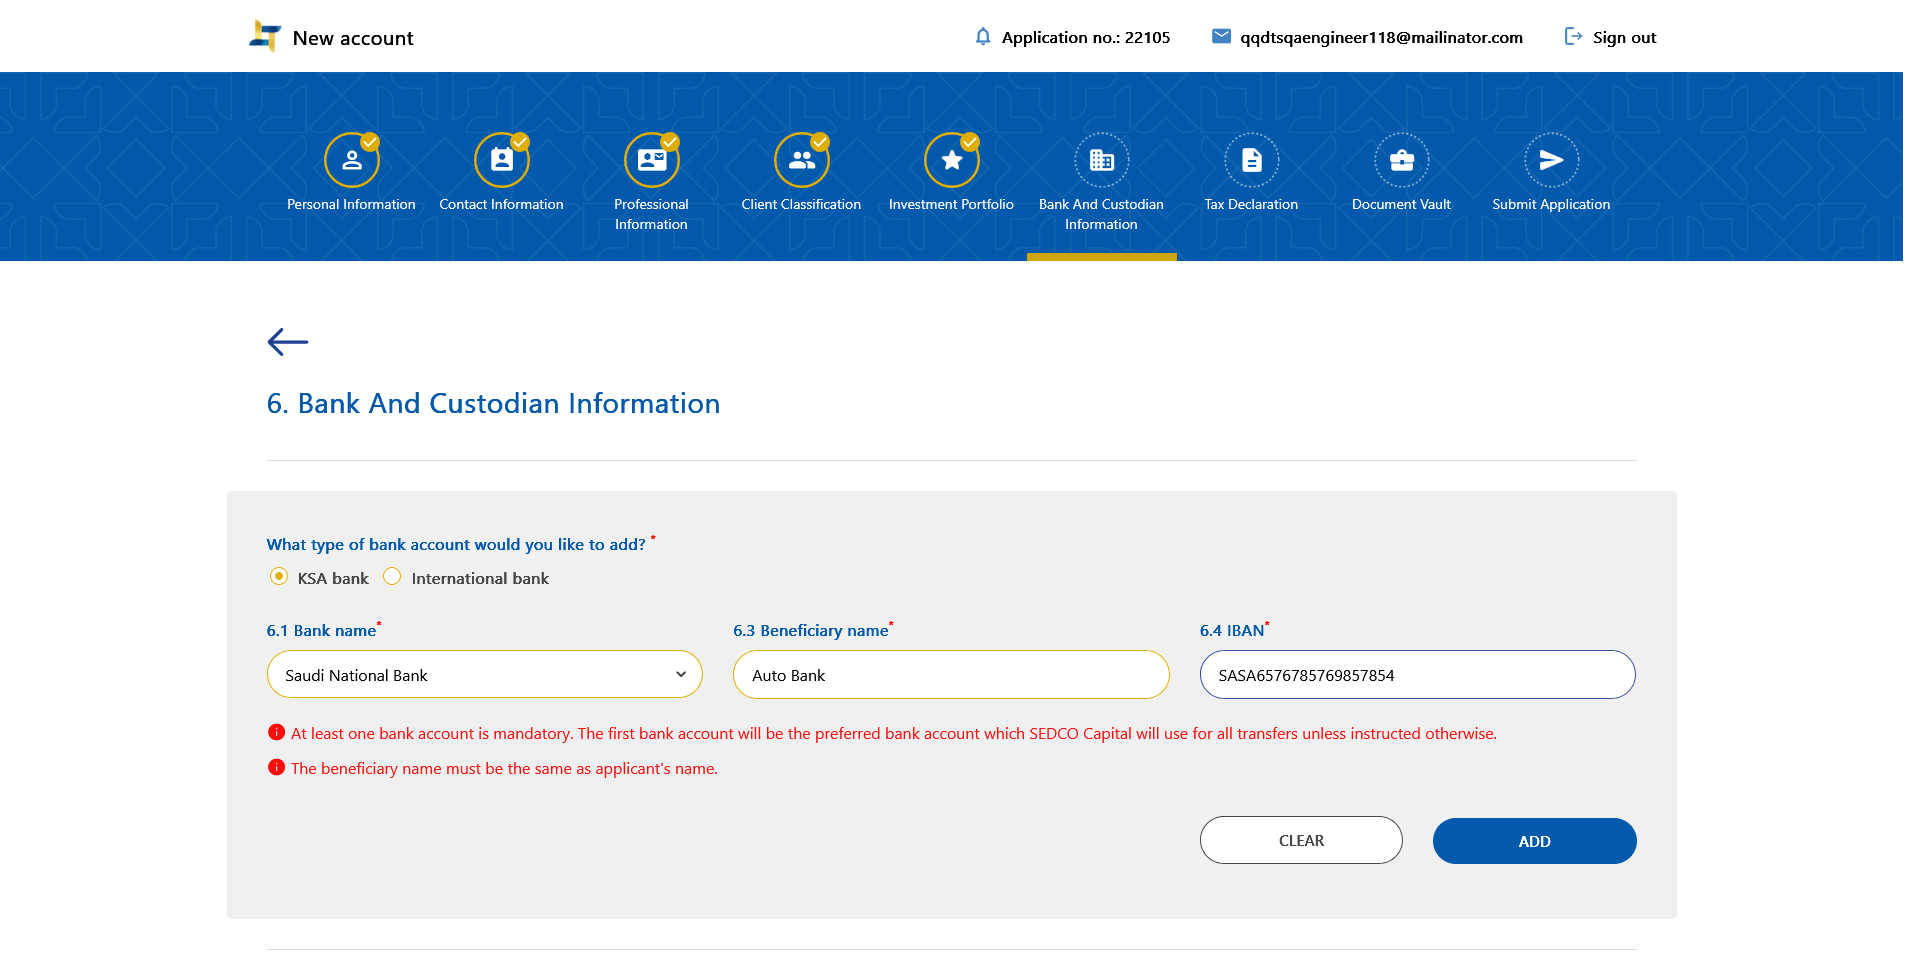 New account
Application no.: 22105
qqdtsqaengineer118@mailinator.com
Sign out
Personal Information
Contact Information
Professional
Information
Client Classification
Investment Portfolio
Bank And Custodian
Information
Tax Declaration
Document Vault
Submit Application
6. Bank And Custodian Information
What type of bank account would you like to add? *
KSA bank
International bank
6.1 Bank name*
6.3 Beneficiary name*
6.4 IBAN*
Saudi National Bank
Auto Bank
SASA6576785769857854
At least one bank account is mandatory. The first bank account will be the preferred bank account which SEDCO Capital will use for all transfers unless instructed otherwise.
The beneficiary name must be the same as applicant's name.
CLEAR
ADD